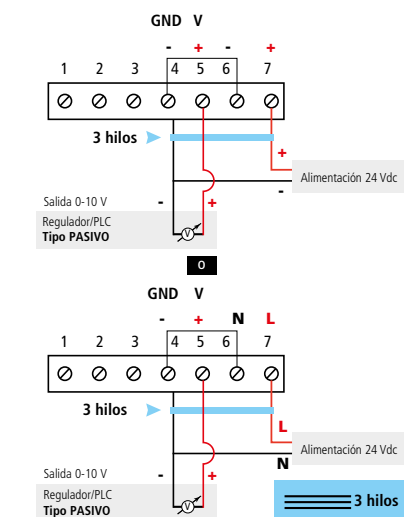 GND V
- + - +
1 2 3 4 5 6 7
3 hilos
+
Alimentación 24 Vdc
-
Salida 0-10 V - +
Regulador/PLC
Tipo PASIVO
V
o
GND V
- + N L
1 2 3 4 5 6 7
3 hilos
L
Alimentación 24 Vdc
N
Salida 0-10 V - +
Regulador/PLC
Tipo PASIVO
V
3 hilos